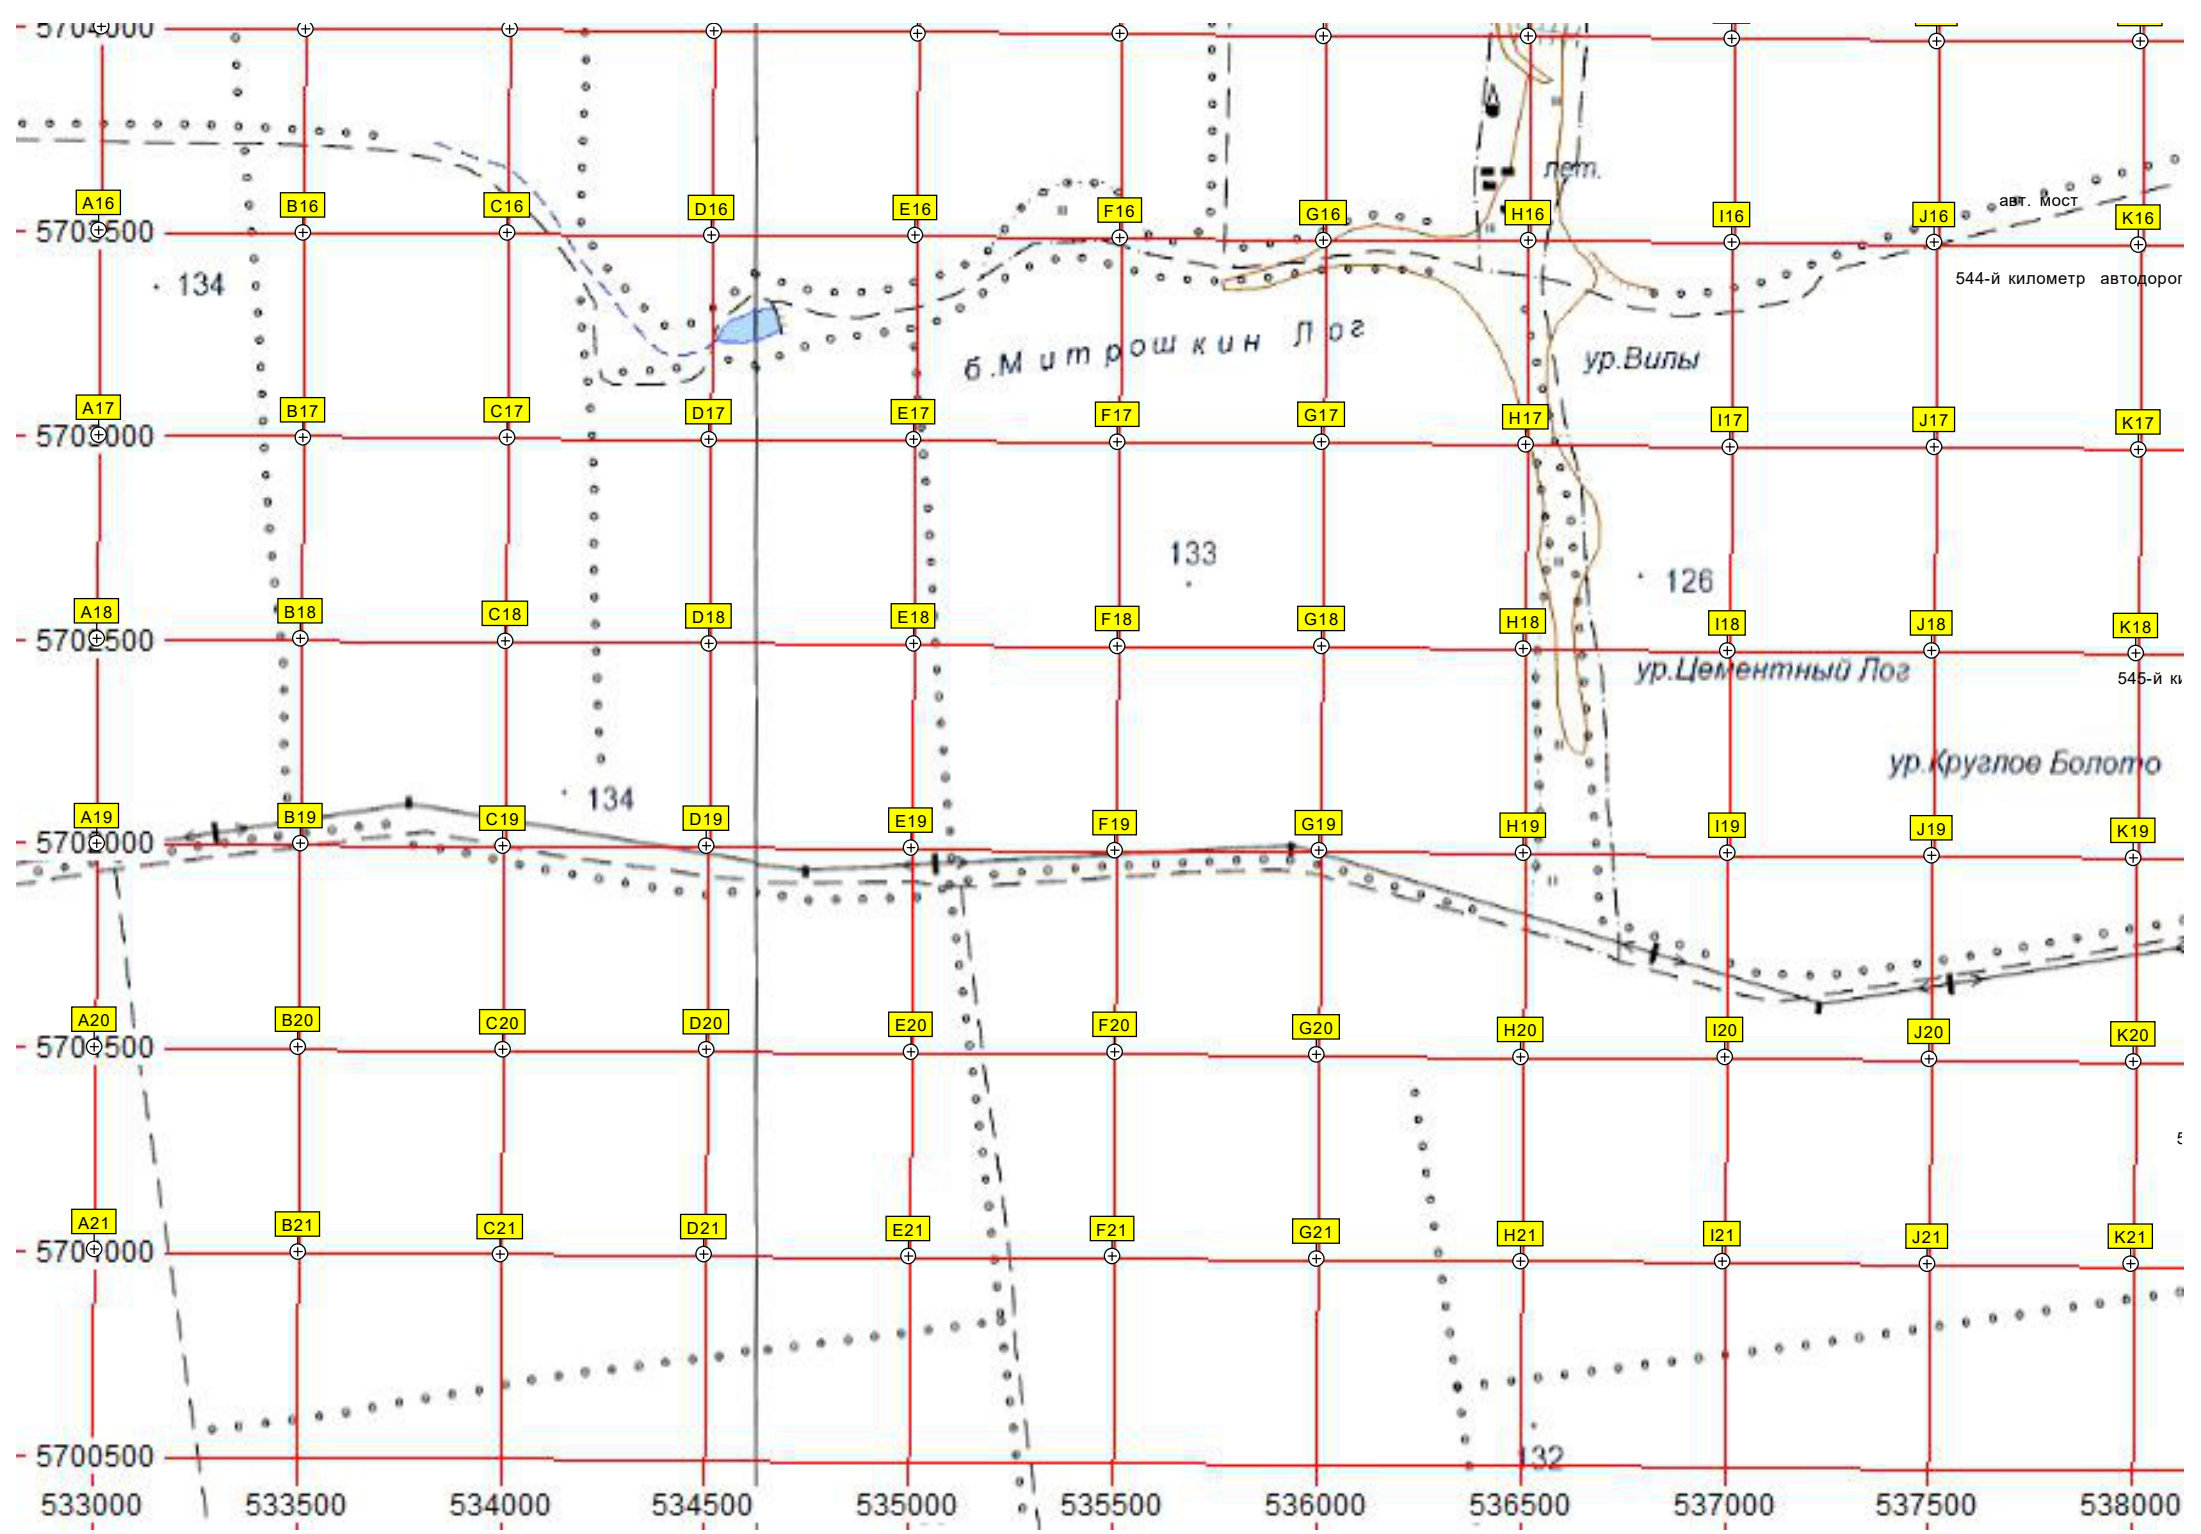 5704000
лет.
A16 B16 C16 D16 E16 F16 G16 H16 I16 J16 авт. мост K16
5703500
134
544-й километр автодорог
б.Митрошкин Лог
ур.Вилы
A17 B17 C17 D17 E17 F17 G17 H17 I17 J17 K17
5703000
133
126
A18 B18 C18 D18 E18 F18 G18 H18 I18 J18 K18
5702500
ур.Цементный Лог
545-й ки
ур.Круглое Болото
134
A19 B19 C19 D19 E19 F19 G19 H19 I19 J19 K19
5702000
A20 B20 C20 D20 E20 F20 G20 H20 I20 J20 K20
5701500
A21 B21 C21 D21 E21 F21 G21 H21 I21 J21 K21
5701000
5700500
132
533000 533500 534000 534500 535000 535500 536000 536500 537000 537500 538000